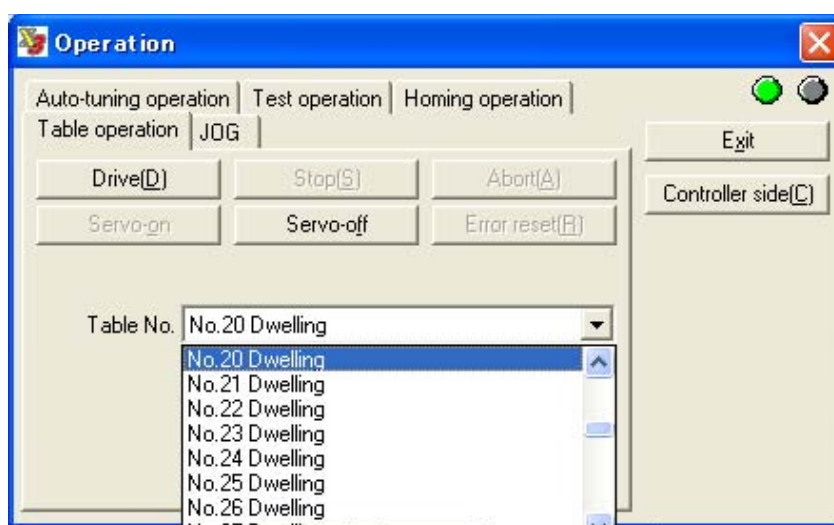 Operation
Auto-tuning operation Test operation Homing operation
Table operation JOG
Exit
Drive(D) Stop(S) Abort(A)
Controller side(C)
Servo-on Servo-off Error reset(R)
Table No. No.20 Dwelling
No.20 Dwelling
No.21 Dwelling
No.22 Dwelling
No.23 Dwelling
No.24 Dwelling
No.25 Dwelling
No.26 Dwelling